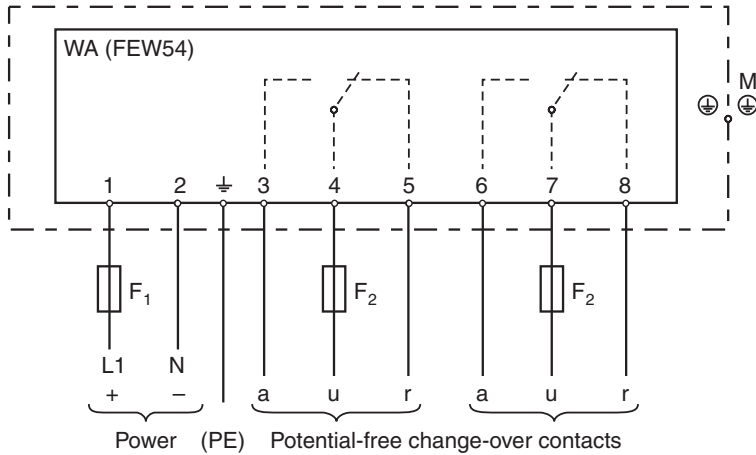 WA (FEW54)
M
1 2 3 4 5 6 7 8
F1 F2 F2
L1 N
+ – a u r a u r
Power (PE) Potential-free change-over contacts